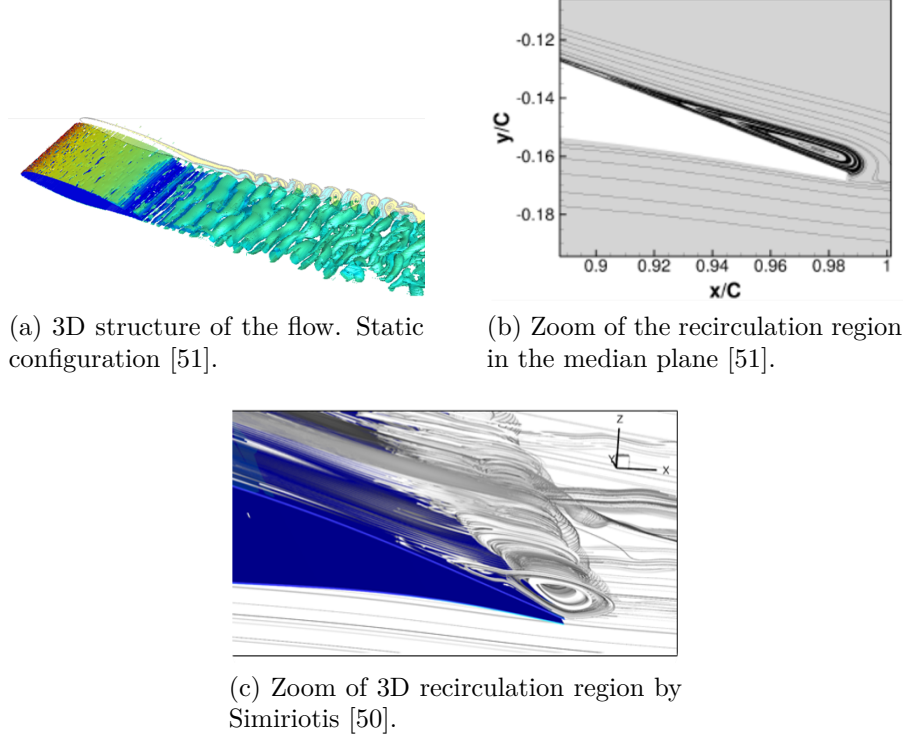 -0.12
-0.14
-0.16
-0.18
y/C
0.9 0.92 0.94 0.96 0.98 1
x/C
(a) 3D structure of the flow. Static
configuration [51].
(b) Zoom of the recirculation region
in the median plane [51].
Z
Y
X
(c) Zoom of 3D recirculation region by
Simiriotis [50].